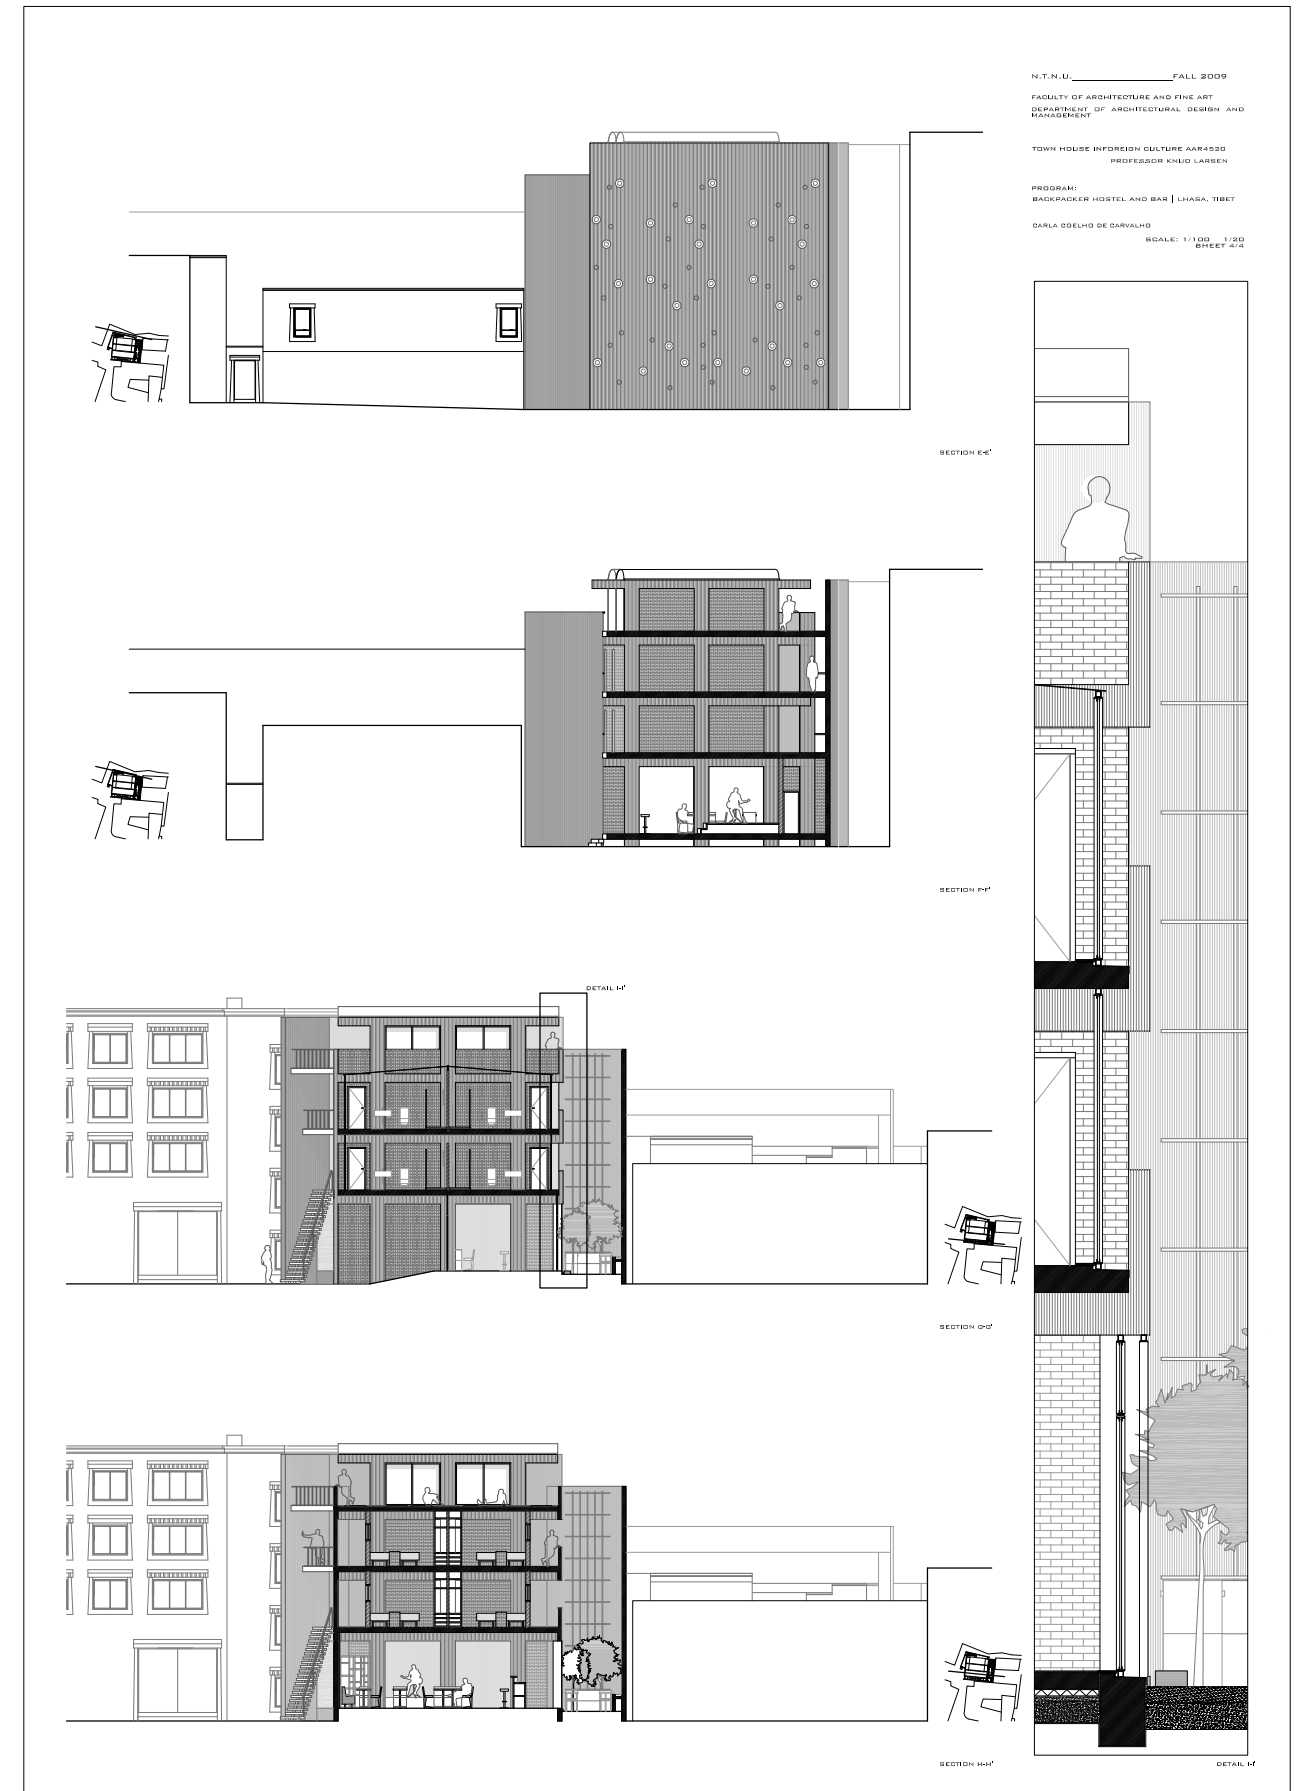 N.T.N.U.____________________FALL 2009
FACULTY OF ARCHITECTURE AND FINE ART
DEPARTMENT OF ARCHITECTURAL DESIGN AND
MANAGEMENT
TOWN HOUSE INFOREIGN CULTURE AAR4520
PROFESSOR KNUD LARSEN
PROGRAM:
BACKPACKER HOSTEL AND BAR | LHASA, TIBET
CARLA COELHO DE CARVALHO
SCALE: 1/100 1/20
SHEET 4/4
SECTION E-E'
SECTION F-F'
DETAIL I-I'
SECTION G-G'
SECTION H-H'
DETAIL I-I'